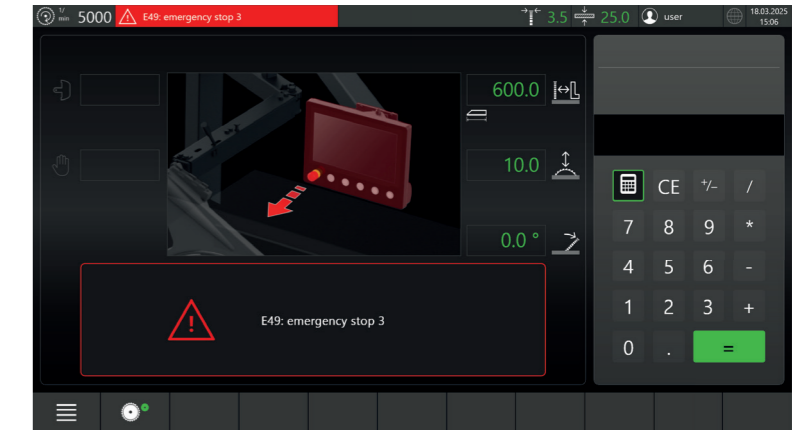 1/
min 5000
E49: emergency stop 3
3.5
25.0
user
18.03.2025
15:06
600.0
10.0
0.0 °
E49: emergency stop 3
CE +/- /
7 8 9 *
4 5 6 -
1 2 3 +
0 . =